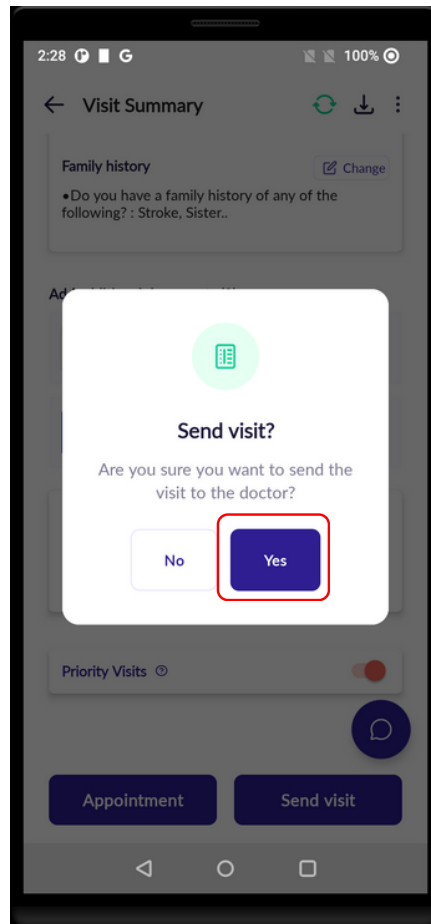 2:28 G 100%
Visit Summary
Family history Change
•Do you have a family history of any of the
following? : Stroke, Sister..
Send visit?
Are you sure you want to send the
visit to the doctor?
No Yes
Priority Visits
Appointment Send visit